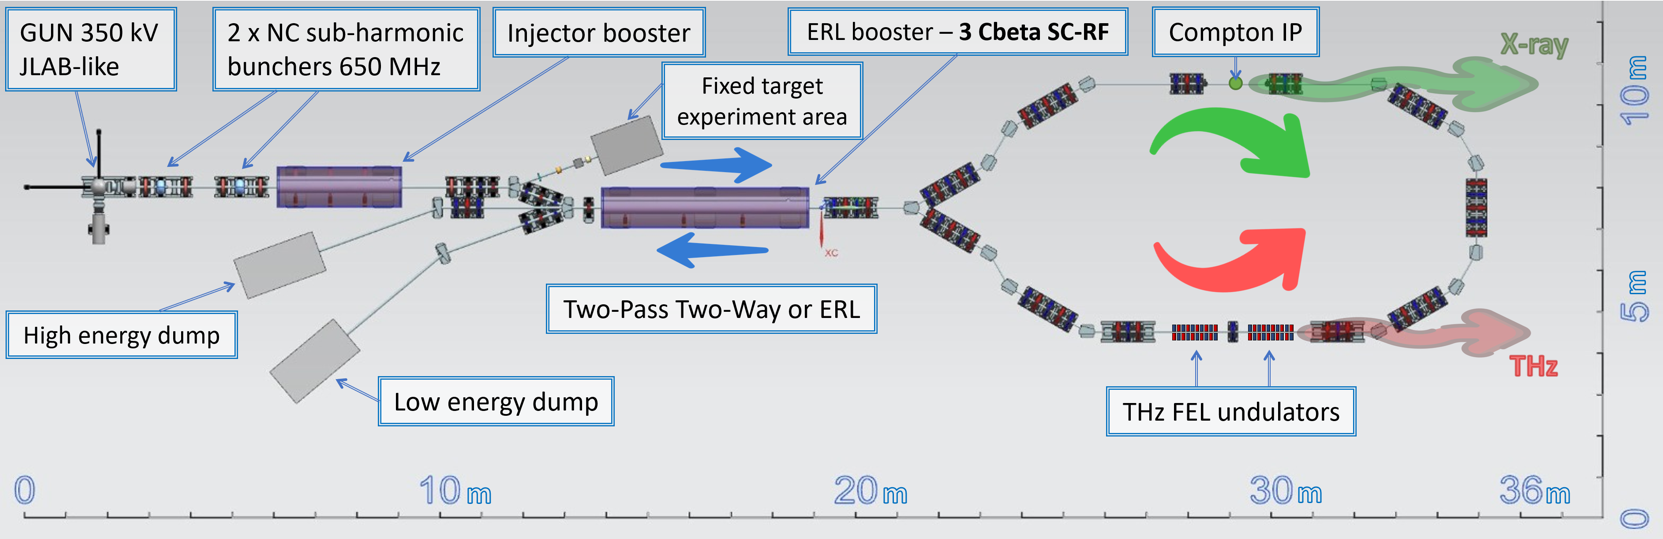 GUN 350 kV
JLAB-like
2 x NC sub-harmonic
bunchers 650 MHz
Injector booster
ERL booster – 3 Cbeta SC-RF
Compton IP
X-ray
Fixed target
experiment area
10 m
XC
5 m
High energy dump
Two-Pass Two-Way or ERL
THz
Low energy dump
THz FEL undulators
0
10 m
20 m
30 m
36 m
0